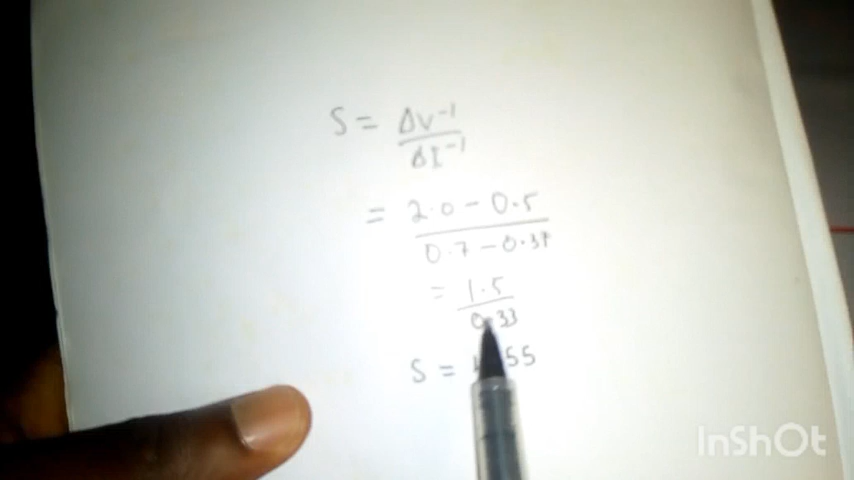 S = ΔV⁻¹
ΔI⁻¹
= 2.0 - 0.5
0.7 - 0.37
= 1.5
0.33
S = 55
InShOt